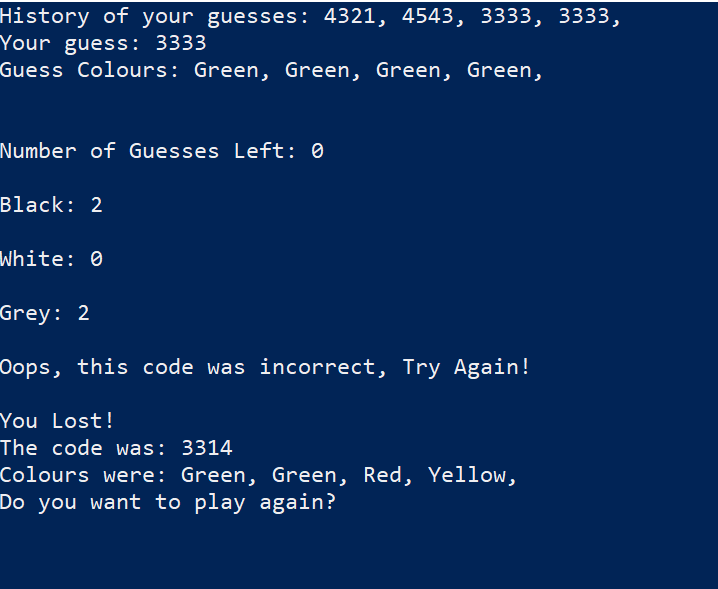 History of your guesses: 4321, 4543, 3333, 3333,
Your guess: 3333
Guess Colours: Green, Green, Green, Green,
Number of Guesses Left: 0
Black: 2
White: 0
Grey: 2
Oops, this code was incorrect, Try Again!
You Lost!
The code was: 3314
Colours were: Green, Green, Red, Yellow,
Do you want to play again?